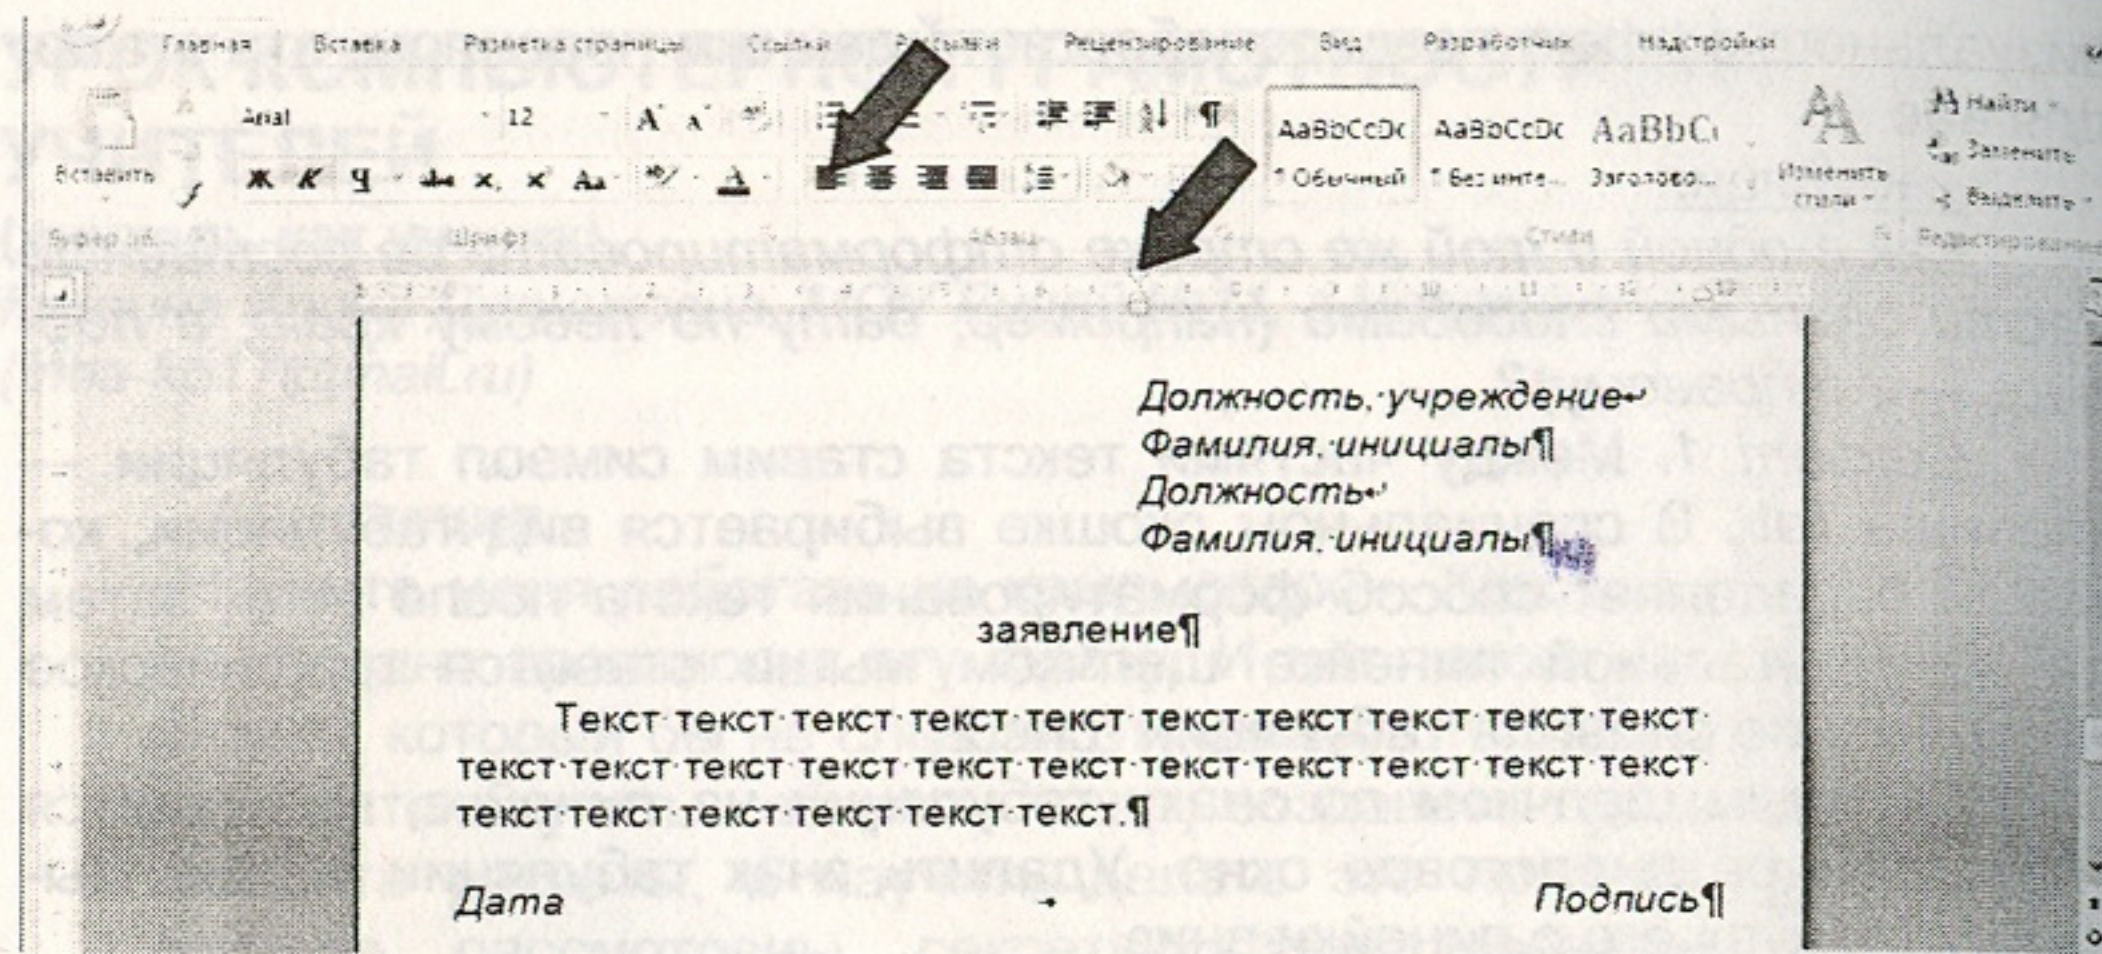 Главная Вставка Разметка страницы Ссылки Рассылки Рецензирование Вид Разработчик Надстройки
Arial 12 Найти
AaBbCcDc AaBbCcDc AaBbC
Заменить
Вставить Ж К Ч Aa ¶ Обычный ¶ Без инте... Заголово... Изменить стили Выделить
Шрифт Абзац Стили Редактирование
Должность, учреждение↵
Фамилия, инициалы¶
Должность↵
Фамилия, инициалы¶
заявление¶
Текст·текст·текст·текст·текст·текст·текст·текст·текст·текст·
текст·текст·текст·текст·текст·текст·текст·текст·текст·текст·текст·
текст·текст·текст·текст·текст·текст.¶
Дата → Подпись¶